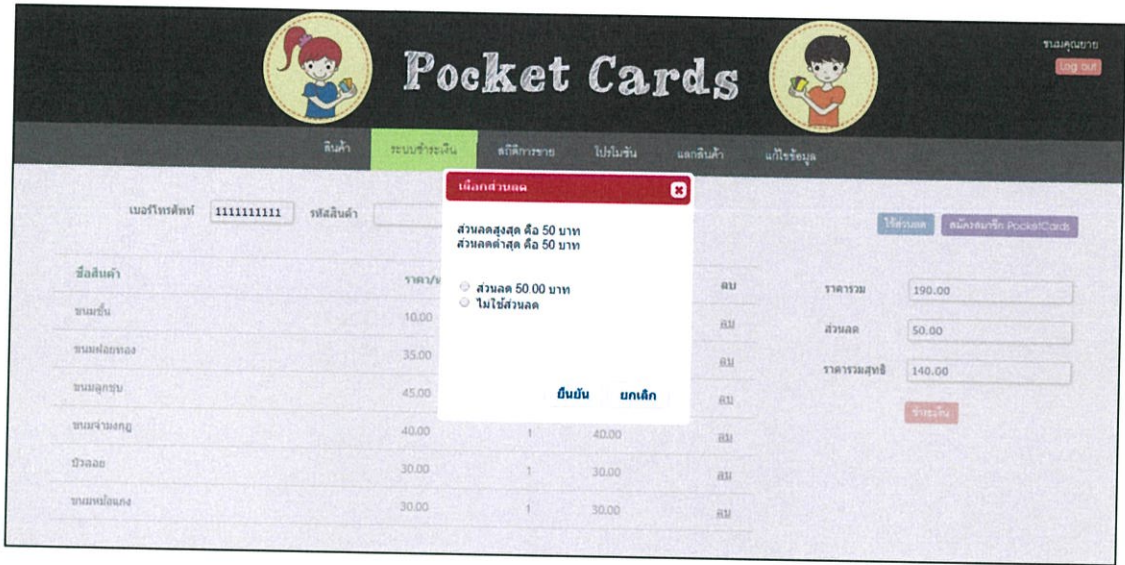 Pocket Cards
ขนมคุณยาย
Log out
สินค้า ระบบชำระเงิน สถิติการขาย โปรโมชัน แลกสินค้า แก้ไขข้อมูล
เลือกส่วนลด
เบอร์โทรศัพท์ 1111111111 รหัสสินค้า
ใช้ส่วนลด สมัครสมาชิก PocketCards
ส่วนลดสูงสุด คือ 50 บาท
ส่วนลดต่ำสุด คือ 50 บาท
ส่วนลด 50.00 บาท
ไม่ใช้ส่วนลด
ยืนยัน ยกเลิก
ชื่อสินค้า ราคา/ห ลบ
ขนมชั้น 10.00 ลบ
ขนมฝอยทอง 35.00 ลบ
ขนมลูกชุบ 45.00 ลบ
ขนมจ่ามงกุฎ 40.00 1 40.00 ลบ
บัวลอย 30.00 1 30.00 ลบ
ขนมหม้อแกง 30.00 1 30.00 ลบ
ราคารวม 190.00
ส่วนลด 50.00
ราคารวมสุทธิ 140.00
ชำระเงิน